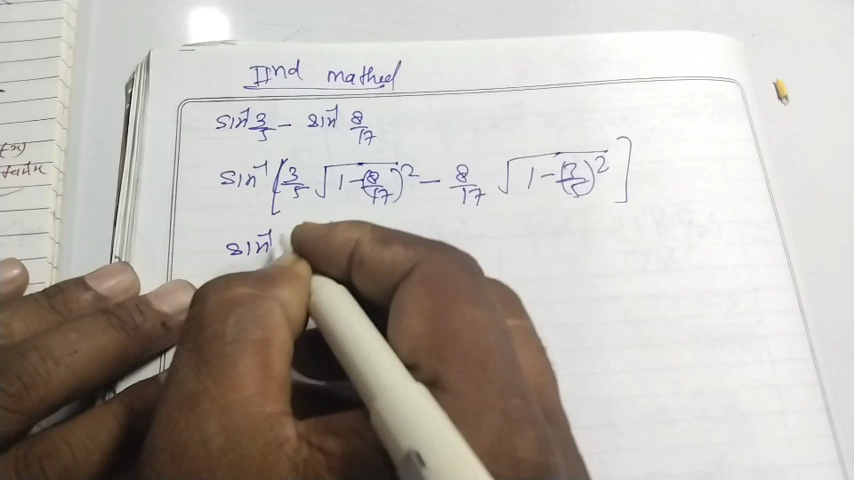 IInd mathed
sin⁻¹ 3/5 - sin⁻¹ 8/17
sin⁻¹ [3/5 √1-(8/17)² - 8/17 √1-(3/5)²]
sin⁻¹